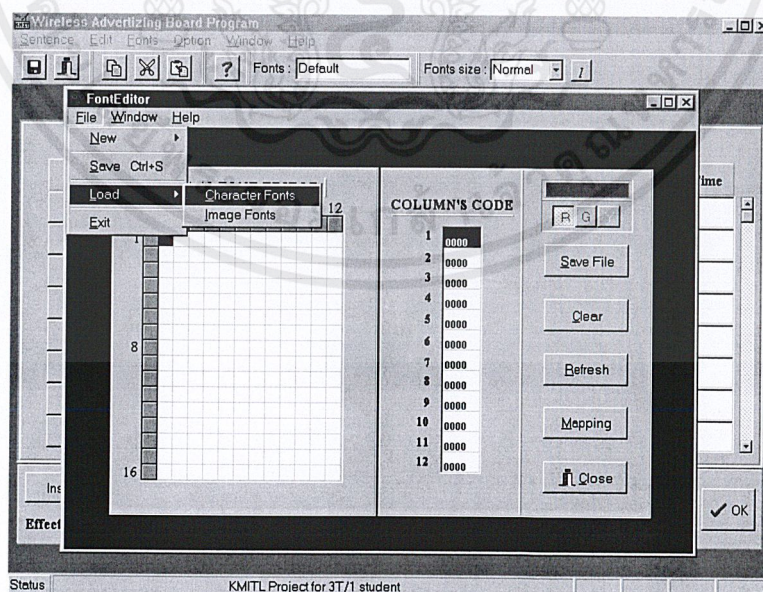 Wireless Advertizing Board Program
Sentence Edit Fonts Option Window Help
? Fonts : Default Fonts size : Normal I
FontEditor
File Window Help
New
Save Ctrl+S
Load
Character Fonts
Image Fonts
Exit
12
1
8
16
COLUMN'S CODE
1 0000
2 0000
3 0000
4 0000
5 0000
6 0000
7 0000
8 0000
9 0000
10 0000
11 0000
12 0000
R G
Save File
Clear
Refresh
Mapping
Close
OK
Status KMITL Project for 3T/1 student